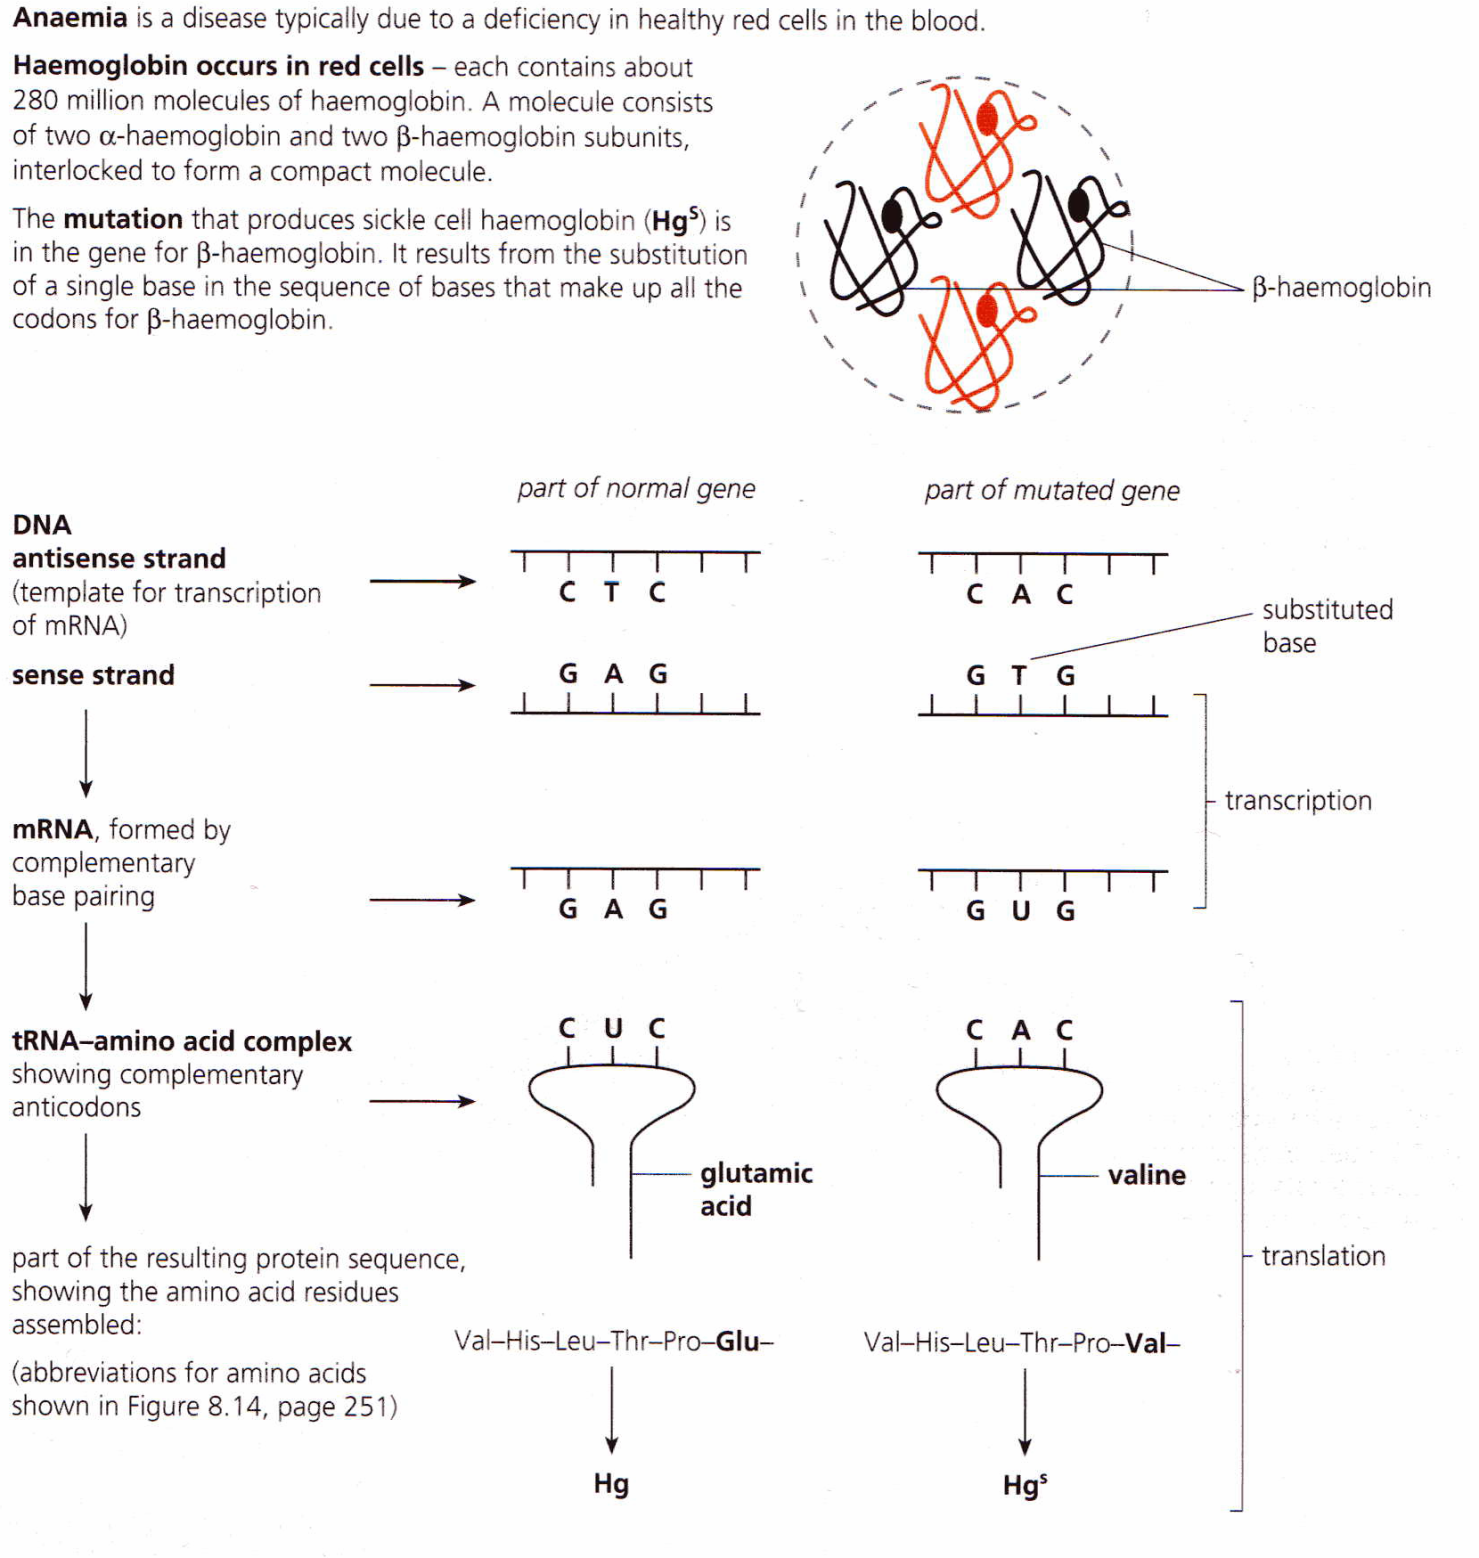 Anaemia is a disease typically due to a deficiency in healthy red cells in the blood.
Haemoglobin occurs in red cells – each contains about
280 million molecules of haemoglobin. A molecule consists
of two α-haemoglobin and two β-haemoglobin subunits,
interlocked to form a compact molecule.
The mutation that produces sickle cell haemoglobin (Hgˢ) is
in the gene for β-haemoglobin. It results from the substitution
of a single base in the sequence of bases that make up all the
codons for β-haemoglobin.
β-haemoglobin
part of normal gene
part of mutated gene
DNA
antisense strand
(template for transcription
of mRNA)
C T C
C A C
substituted
base
sense strand
G A G
G T G
transcription
mRNA, formed by
complementary
base pairing
G A G
G U G
tRNA–amino acid complex
showing complementary
anticodons
C U C
C A C
glutamic
acid
valine
translation
part of the resulting protein sequence,
showing the amino acid residues
assembled:
(abbreviations for amino acids
shown in Figure 8.14, page 251)
Val–His–Leu–Thr–Pro–Glu–
Val–His–Leu–Thr–Pro–Val–
Hg
Hgˢ